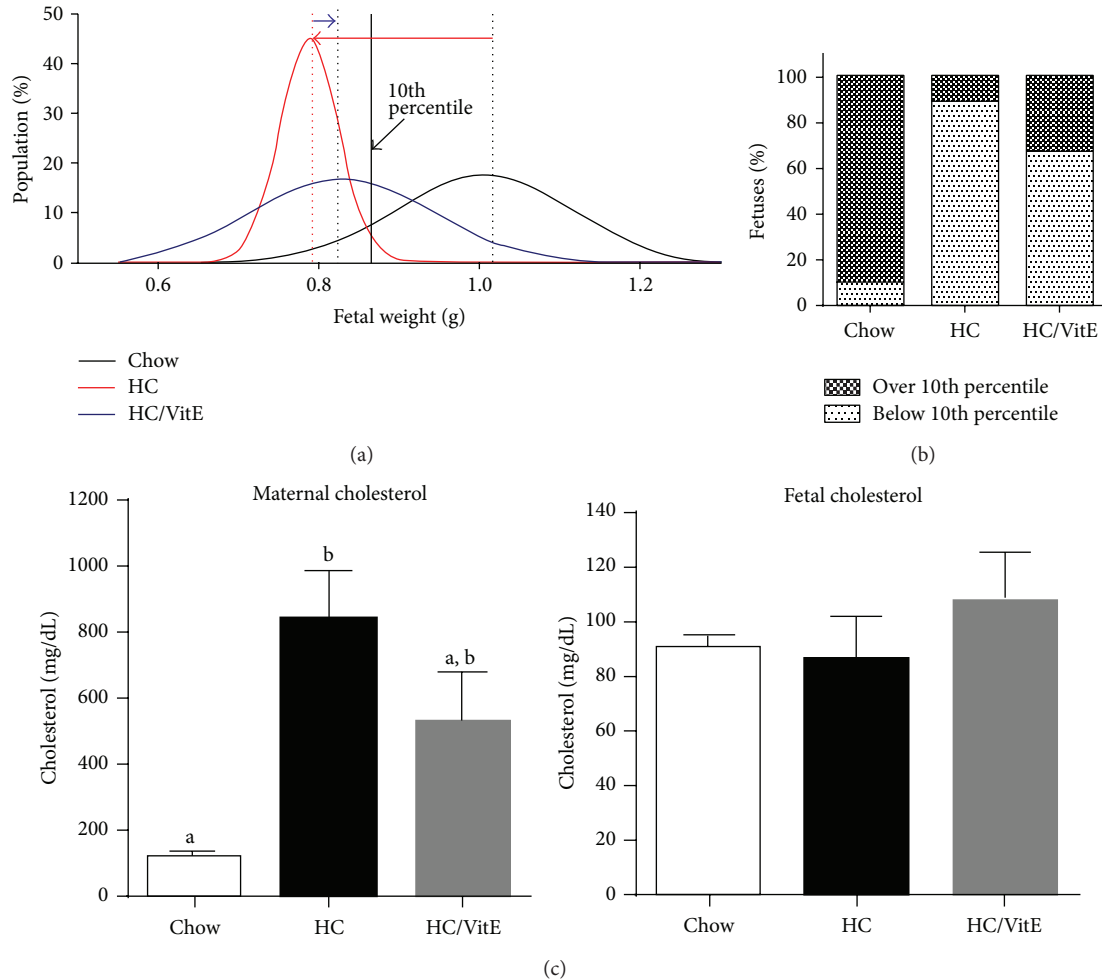 50
40
30
20
10
0
Population (%)
10th
percentile
0.6 0.8 1.0 1.2
Fetal weight (g)
Chow
HC
HC/VitE
(a)
100
80
60
40
20
0
Fetuses (%)
Chow HC HC/VitE
Over 10th percentile
Below 10th percentile
(b)
Maternal cholesterol
1200
1000
800
600
400
200
0
Cholesterol (mg/dL)
a
b
a, b
Chow HC HC/VitE
Fetal cholesterol
140
120
100
80
60
40
20
0
Cholesterol (mg/dL)
Chow HC HC/VitE
(c)